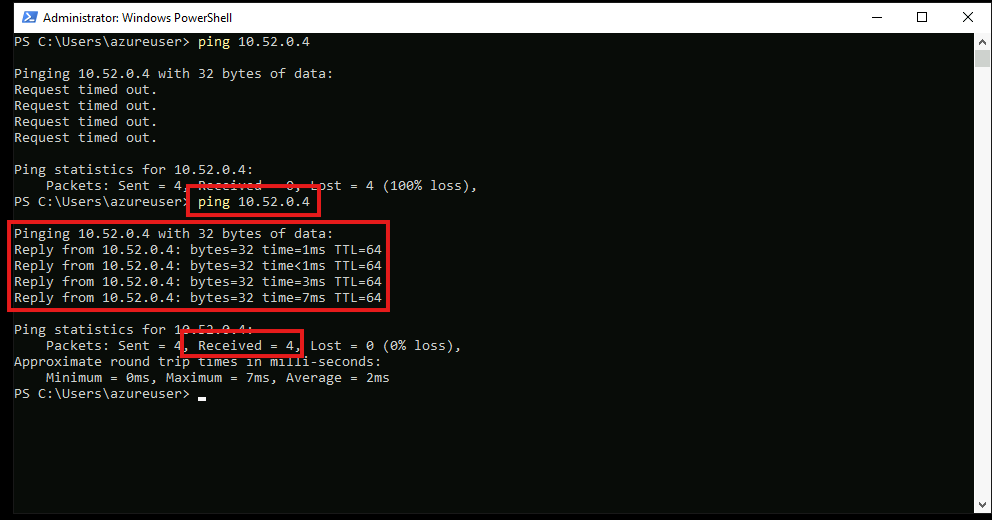 Administrator: Windows PowerShell
PS C:\Users\azureuser> ping 10.52.0.4
Pinging 10.52.0.4 with 32 bytes of data:
Request timed out.
Request timed out.
Request timed out.
Request timed out.
Ping statistics for 10.52.0.4:
    Packets: Sent = 4, Received = 0, Lost = 4 (100% loss),
PS C:\Users\azureuser> ping 10.52.0.4
Pinging 10.52.0.4 with 32 bytes of data:
Reply from 10.52.0.4: bytes=32 time=1ms TTL=64
Reply from 10.52.0.4: bytes=32 time<1ms TTL=64
Reply from 10.52.0.4: bytes=32 time=3ms TTL=64
Reply from 10.52.0.4: bytes=32 time=7ms TTL=64
Ping statistics for 10.52.0.4:
    Packets: Sent = 4, Received = 4, Lost = 0 (0% loss),
Approximate round trip times in milli-seconds:
    Minimum = 0ms, Maximum = 7ms, Average = 2ms
PS C:\Users\azureuser>